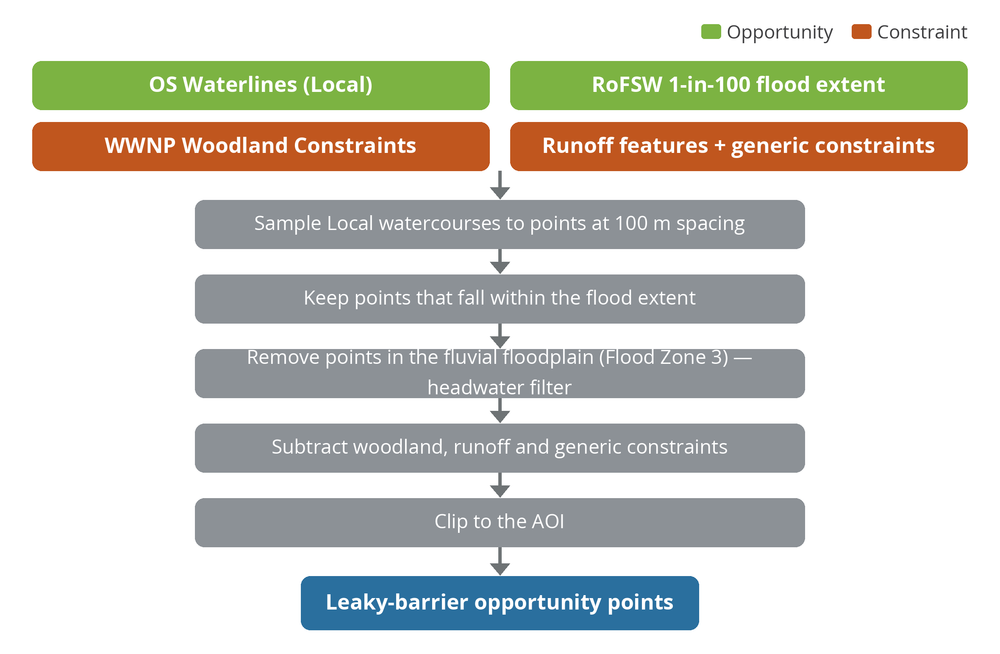 Opportunity
Constraint
OS Waterlines (Local)
RoFSW 1-in-100 flood extent
WWNP Woodland Constraints
Runoff features + generic constraints
Sample Local watercourses to points at 100 m spacing
Keep points that fall within the flood extent
Remove points in the fluvial floodplain (Flood Zone 3) —
headwater filter
Subtract woodland, runoff and generic constraints
Clip to the AOI
Leaky-barrier opportunity points